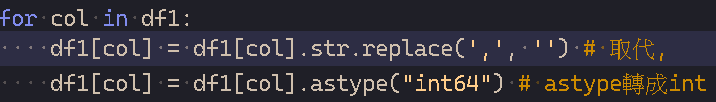 for col in df1:
    df1[col] = df1[col].str.replace(',', '') # 取代,
    df1[col] = df1[col].astype("int64") # astype轉成int